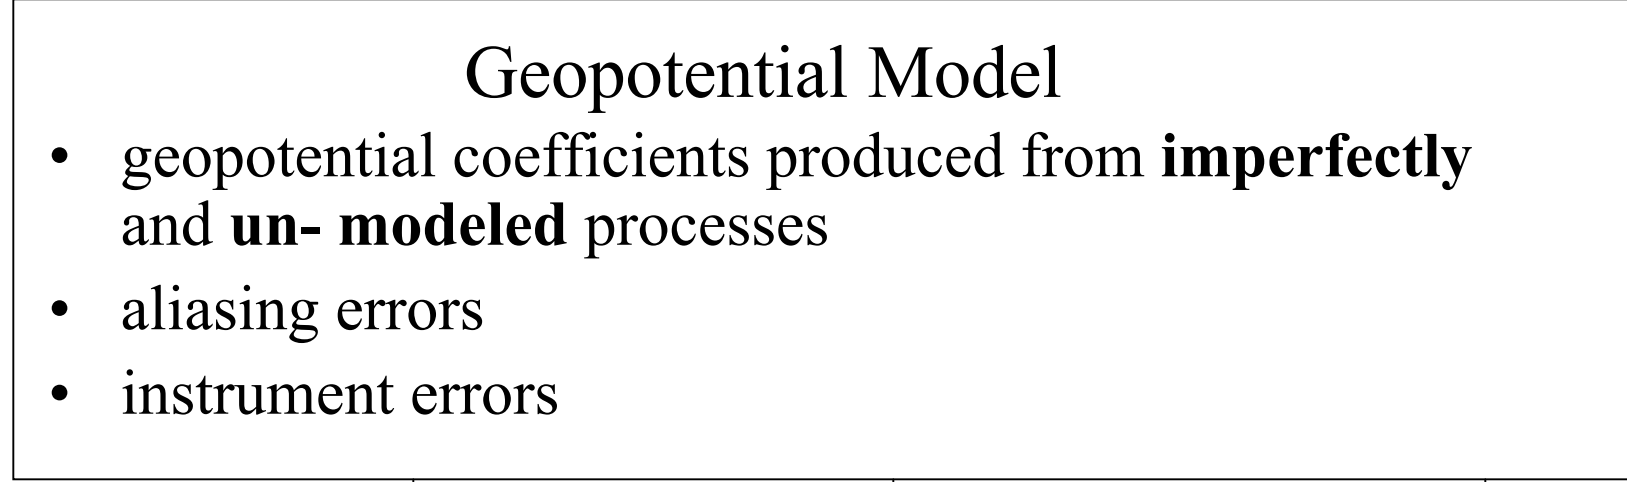 Geopotential Model
• geopotential coefficients produced from imperfectly
and un- modeled processes
• aliasing errors
• instrument errors